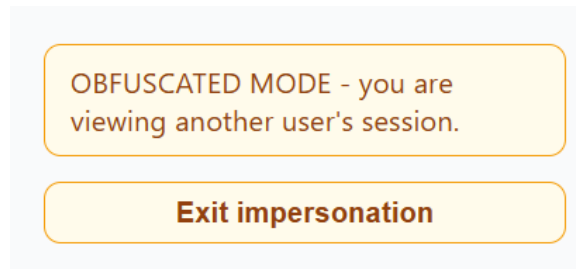 OBFUSCATED MODE - you are
viewing another user's session.
Exit impersonation